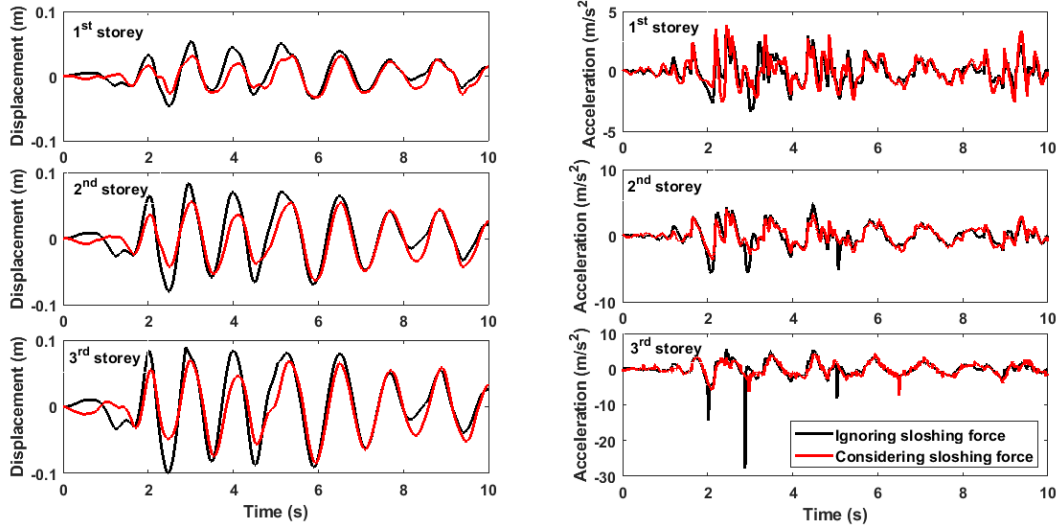 0.1
1st storey
Displacement (m)
0
-0.1
0 2 4 6 8 10
0.1
2nd storey
Displacement (m)
0
-0.1
0 2 4 6 8 10
0.1
3rd storey
Displacement (m)
0
-0.1
0 2 4 6 8 10
Time (s)
5
1st storey
Acceleration (m/s²)
0
-5
0 2 4 6 8 10
10
2nd storey
Acceleration (m/s²)
0
-10
0 2 4 6 8 10
10
3rd storey
Acceleration (m/s²)
0
-10
-20
-30
Ignoring sloshing force
Considering sloshing force
0 2 4 6 8 10
Time (s)